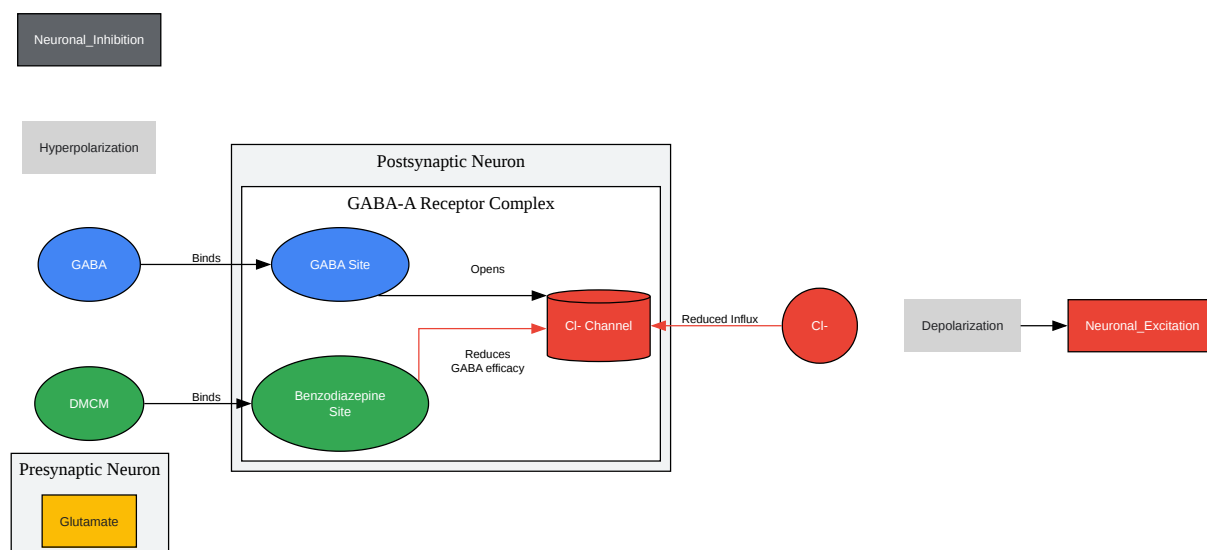 Neuronal_Inhibition
Hyperpolarization
Postsynaptic Neuron
GABA-A Receptor Complex
GABA
Binds
GABA Site
Opens
Cl- Channel
Reduced Influx
Cl-
Depolarization
Neuronal_Excitation
Reduces
GABA efficacy
DMCM
Binds
Benzodiazepine
Site
Presynaptic Neuron
Glutamate